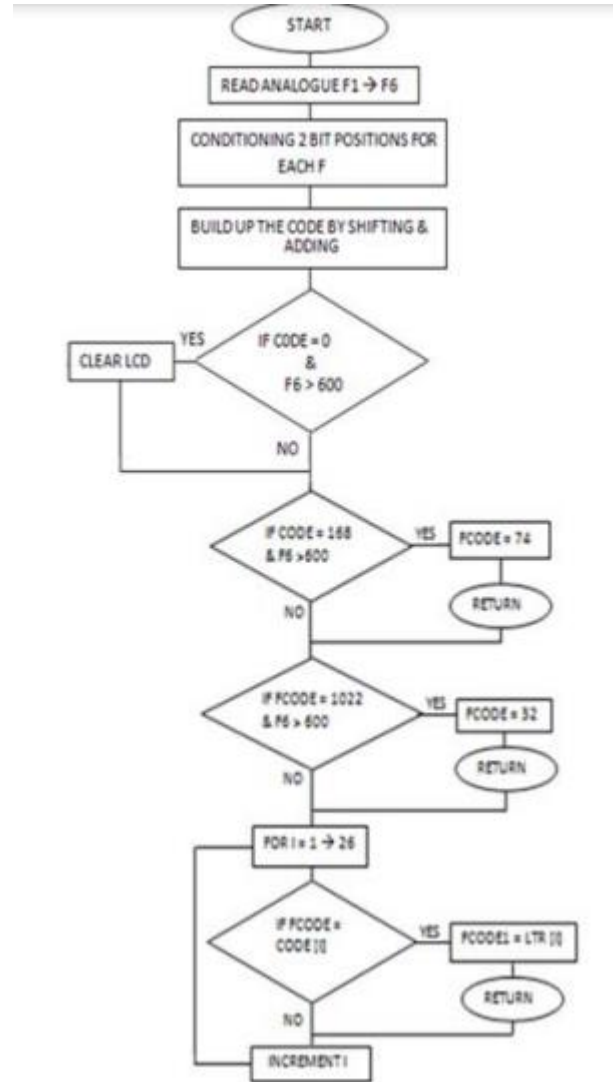 START
READ ANALOGUE F1 → F6
CONDITIONING 2 BIT POSITIONS FOR
EACH F
BUILD UP THE CODE BY SHIFTING &
ADDING
IF CODE = 0
&
F6 > 600
YES
CLEAR LCD
NO
IF CODE = 168
& F6 >600
YES
FCODE = 74
RETURN
NO
IF FCODE = 1022
& F6 > 600
YES
FCODE = 32
RETURN
NO
FOR I = 1 → 26
IF FCODE =
CODE [I]
YES
FCODE1 = LTR [I]
RETURN
NO
INCREMENT I